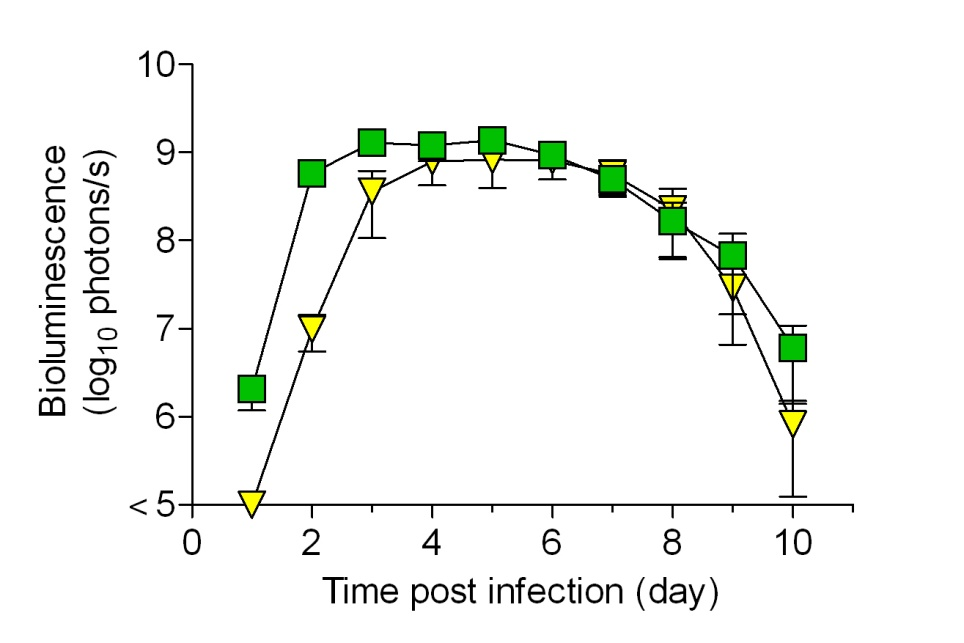 10
9
8
7
6
< 5
Bioluminescence
(log10 photons/s)
0 2 4 6 8 10
Time post infection (day)